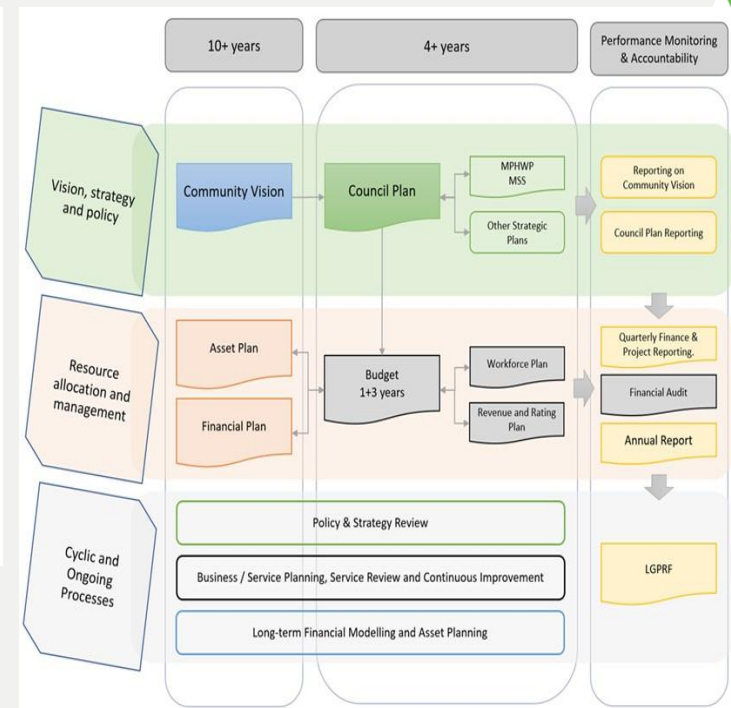 10+ years
4+ years
Performance Monitoring
& Accountability
Vision, strategy
and policy
Community Vision
Council Plan
MPHWP
MSS
Other Strategic
Plans
Reporting on
Community Vision
Council Plan Reporting
Resource
allocation and
management
Asset Plan
Financial Plan
Budget
1+3 years
Workforce Plan
Revenue and Rating
Plan
Quarterly Finance &
Project Reporting.
Financial Audit
Annual Report
Cyclic and
Ongoing
Processes
Policy & Strategy Review
Business / Service Planning, Service Review and Continuous Improvement
Long-term Financial Modelling and Asset Planning
LGPRF